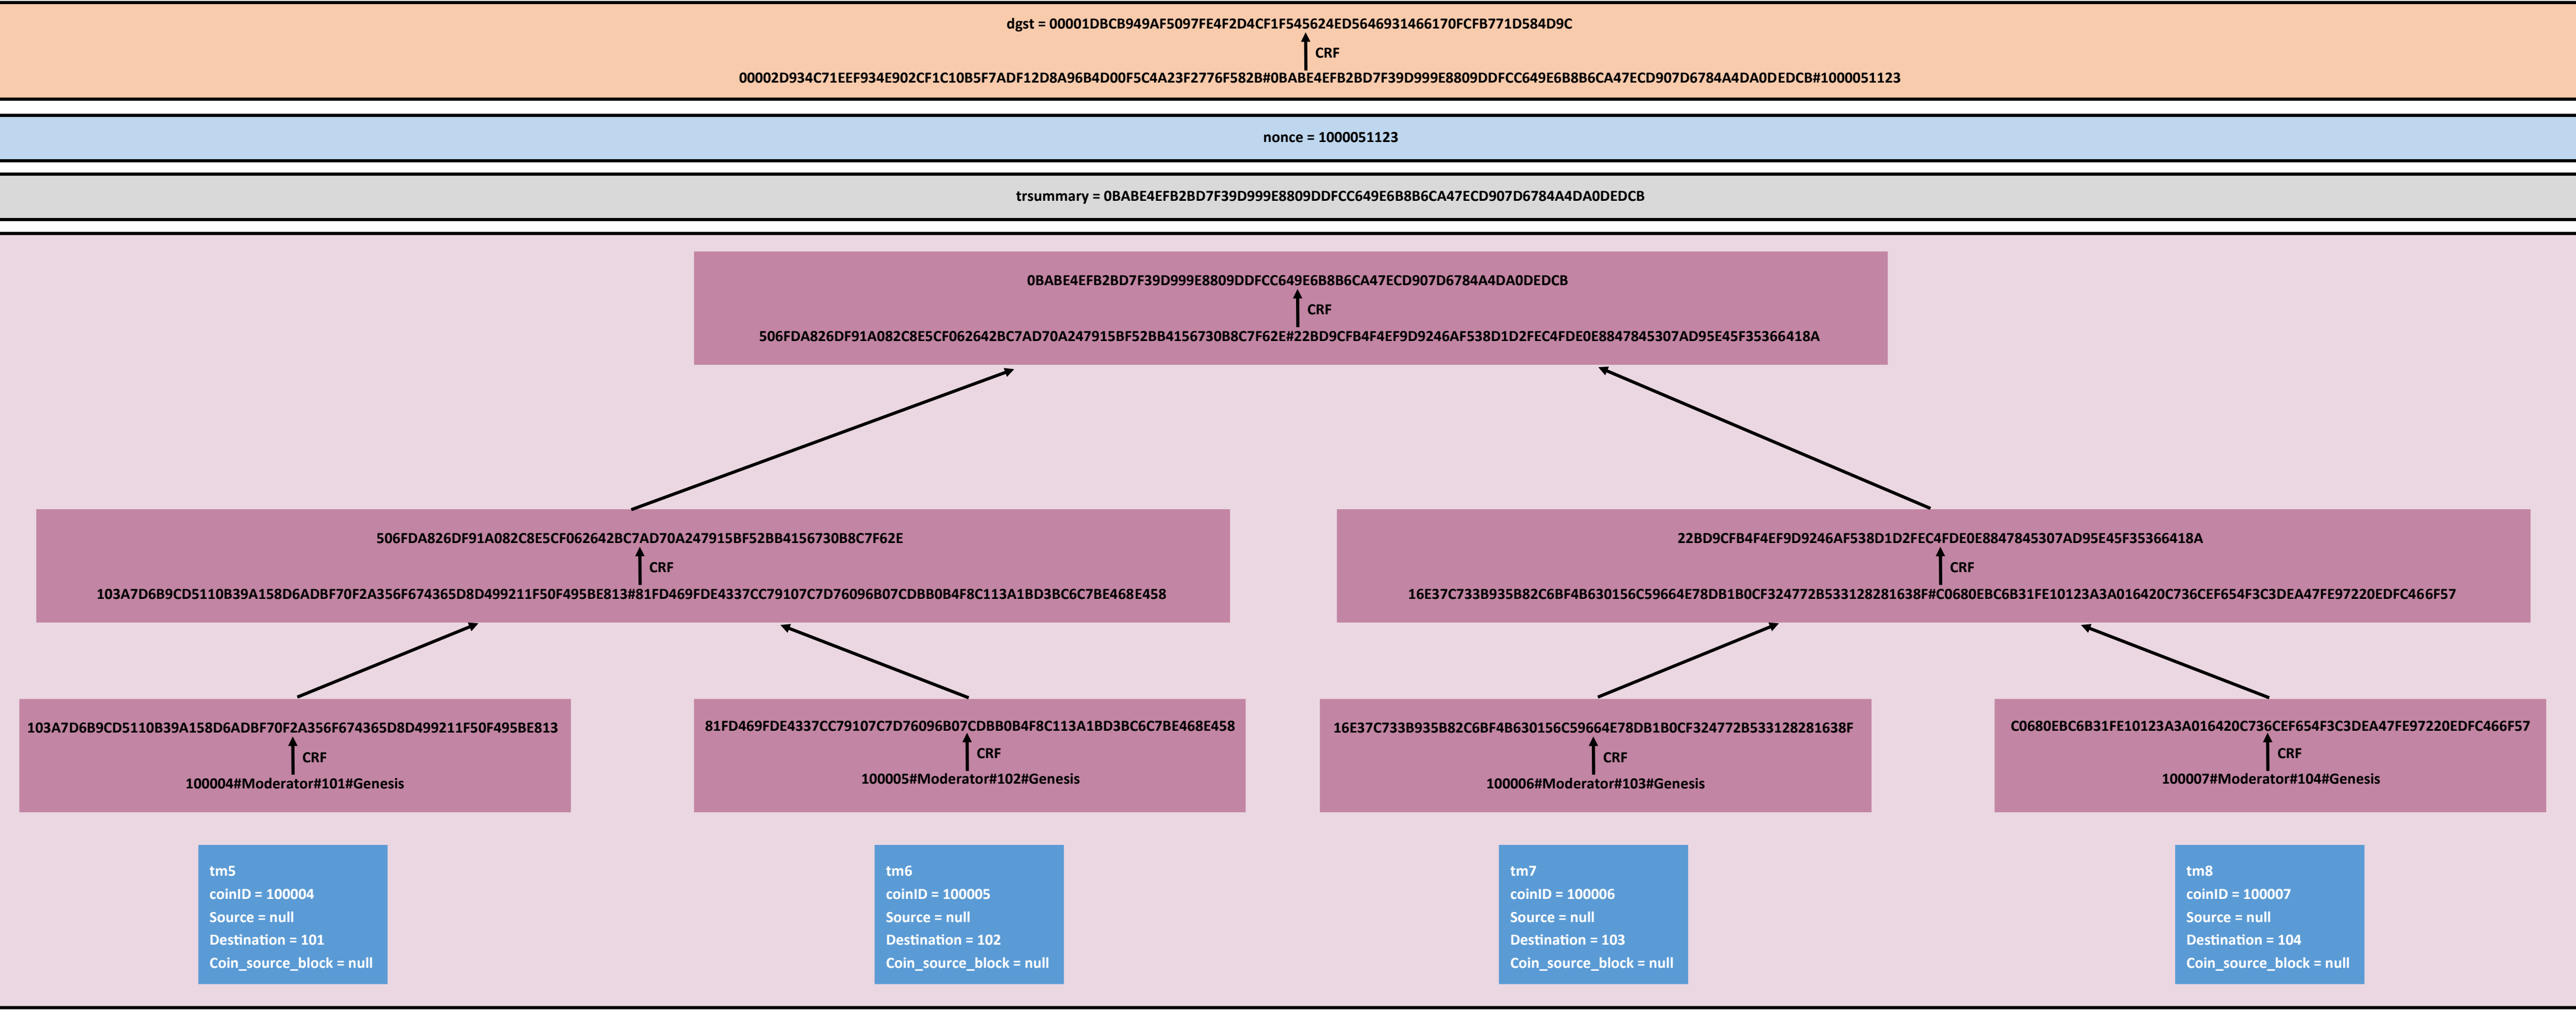 dgst = 00001DBCB949AF5097FE4F2D4CF1F545624ED5646931466170FCFB771D584D9C
CRF
00002D934C71EEF934E902CF1C10B5F7ADF12D8A96B4D00F5C4A23F2776F582B#0BABE4EFB2BD7F39D999E8809DDFCC649E6B8B6CA47ECD907D6784A4DA0DEDCB#1000051123
nonce = 1000051123
trsummary = 0BABE4EFB2BD7F39D999E8809DDFCC649E6B8B6CA47ECD907D6784A4DA0DEDCB
0BABE4EFB2BD7F39D999E8809DDFCC649E6B8B6CA47ECD907D6784A4DA0DEDCB
CRF
506FDA826DF91A082C8E5CF062642BC7AD70A247915BF52BB4156730B8C7F62E#22BD9CFB4F4EF9D9246AF538D1D2FEC4FDE0E8847845307AD95E45F35366418A
506FDA826DF91A082C8E5CF062642BC7AD70A247915BF52BB4156730B8C7F62E
CRF
103A7D6B9CD5110B39A158D6ADBF70F2A356F674365D8D499211F50F495BE813#81FD469FDE4337CC79107C7D76096B07CDBB0B4F8C113A1BD3BC6C7BE468E458
22BD9CFB4F4EF9D9246AF538D1D2FEC4FDE0E8847845307AD95E45F35366418A
CRF
16E37C733B935B82C6BF4B630156C59664E78DB1B0CF324772B533128281638F#C0680EBC6B31FE10123A3A016420C736CEF654F3C3DEA47FE97220EDFC466F57
103A7D6B9CD5110B39A158D6ADBF70F2A356F674365D8D499211F50F495BE813
CRF
100004#Moderator#101#Genesis
81FD469FDE4337CC79107C7D76096B07CDBB0B4F8C113A1BD3BC6C7BE468E458
CRF
100005#Moderator#102#Genesis
16E37C733B935B82C6BF4B630156C59664E78DB1B0CF324772B533128281638F
CRF
100006#Moderator#103#Genesis
C0680EBC6B31FE10123A3A016420C736CEF654F3C3DEA47FE97220EDFC466F57
CRF
100007#Moderator#104#Genesis
tm5
coinID = 100004
Source = null
Destination = 101
Coin_source_block = null
tm6
coinID = 100005
Source = null
Destination = 102
Coin_source_block = null
tm7
coinID = 100006
Source = null
Destination = 103
Coin_source_block = null
tm8
coinID = 100007
Source = null
Destination = 104
Coin_source_block = null